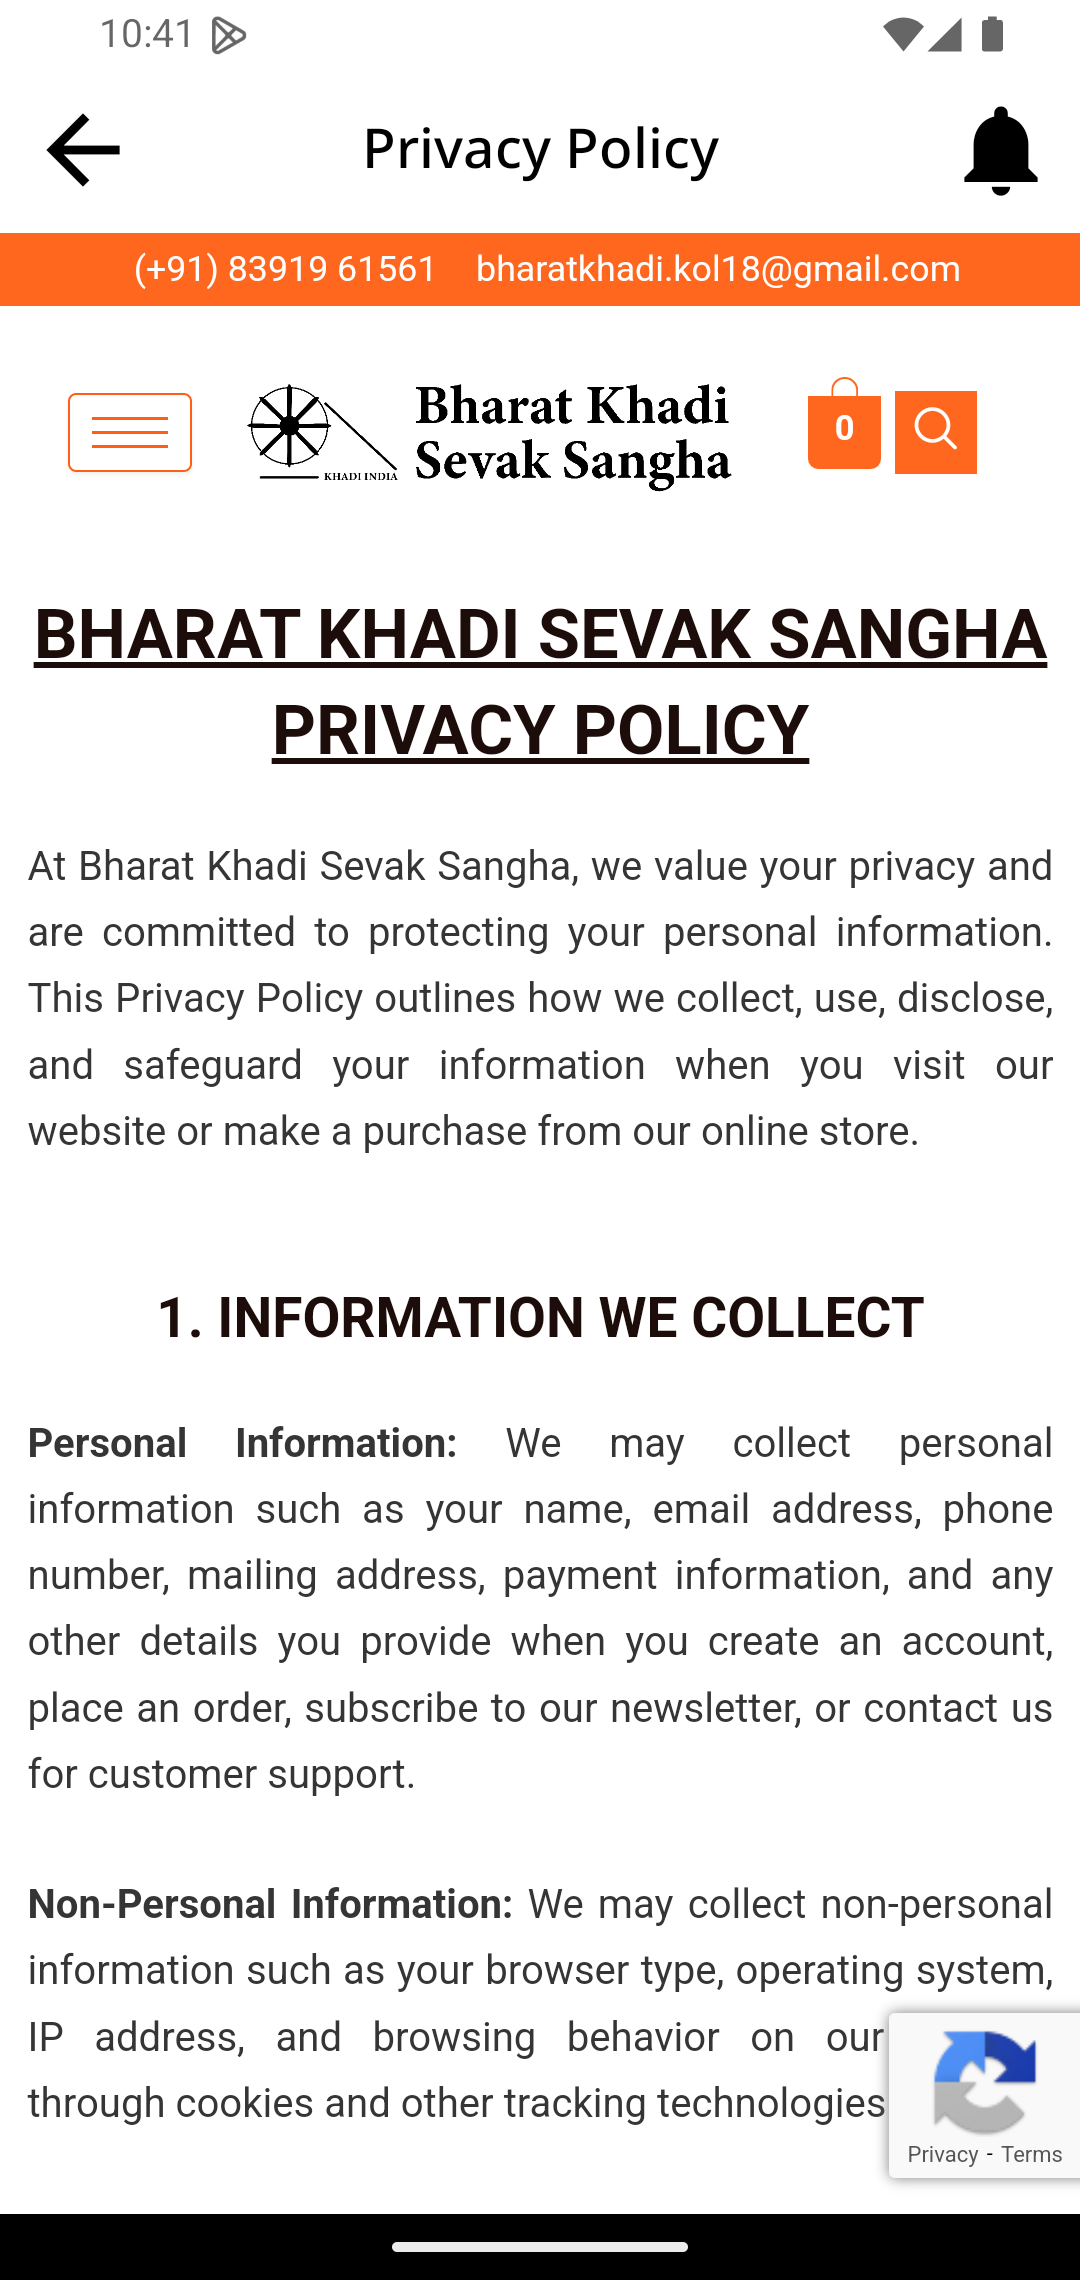 10:41
Privacy Policy
(+91) 83919 61561 bharatkhadi.kol18@gmail.com
Bharat Khadi
Sevak Sangha
KHADI INDIA
0
BHARAT KHADI SEVAK SANGHA
PRIVACY POLICY
At Bharat Khadi Sevak Sangha, we value your privacy and
are committed to protecting your personal information.
This Privacy Policy outlines how we collect, use, disclose,
and safeguard your information when you visit our
website or make a purchase from our online store.
1. INFORMATION WE COLLECT
Personal Information: We may collect personal
information such as your name, email address, phone
number, mailing address, payment information, and any
other details you provide when you create an account,
place an order, subscribe to our newsletter, or contact us
for customer support.
Non-Personal Information: We may collect non-personal
information such as your browser type, operating system,
IP address, and browsing behavior on our
through cookies and other tracking technologies
Privacy - Terms